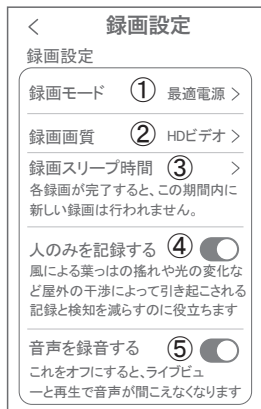 < 録画設定
録画設定
録画モード ① 最適電源 >
録画画質 ② HDビデオ >
録画スリープ時間 ③ >
各録画が完了すると、この期間内に
新しい録画は行われません。
人のみを記録する ④
風による葉っはの搖れや光の変化な
ど屋外の干渉によって引き起こされる
記録と検知を減らすのに役立ちます
音声を録音する ⑤
これをオフにすると、ライブビュ
ーと再生で音声が間こえなくなります